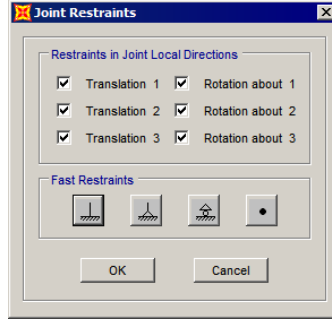 Joint Restraints
Restraints in Joint Local Directions
Translation 1 Rotation about 1
Translation 2 Rotation about 2
Translation 3 Rotation about 3
Fast Restraints
OK Cancel